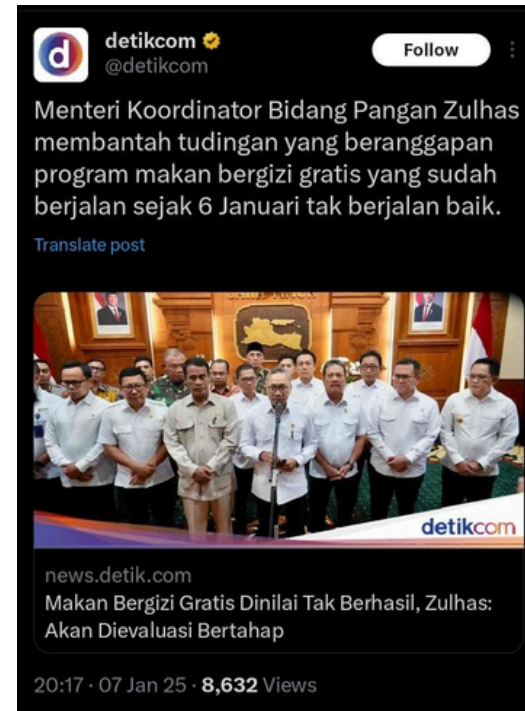 detikcom
@detikcom
Follow
Menteri Koordinator Bidang Pangan Zulhas
membantah tudingan yang beranggapan
program makan bergizi gratis yang sudah
berjalan sejak 6 Januari tak berjalan baik.
Translate post
JAWA TIMUR
detikcom
news.detik.com
Makan Bergizi Gratis Dinilai Tak Berhasil, Zulhas:
Akan Dievaluasi Bertahap
20:17 · 07 Jan 25 · 8,632 Views